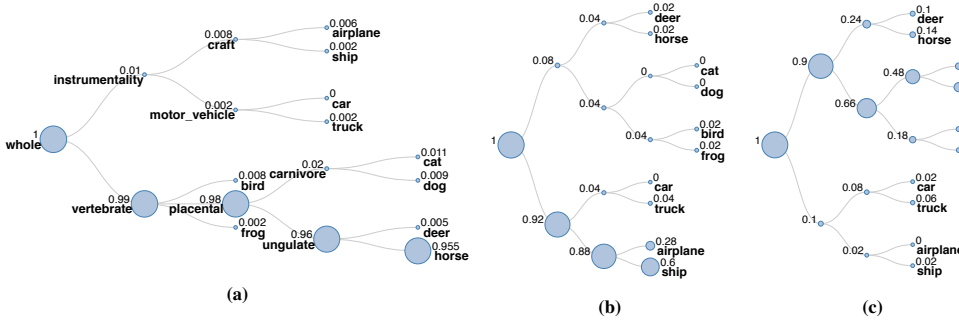 0.006
airplane
0.008
craft
0.002
ship
0.01
instrumentality
0
car
0.002
motor_vehicle
0.002
truck
1
whole
0.011
cat
0.02
carnivore
0.009
dog
0.008
bird
0.99
vertebrate
0.98
placental
0.002
frog
0.005
deer
0.96
ungulate
0.955
horse
(a)
0.02
deer
0.04
0.02
horse
0.08
0
cat
0
0
dog
0.04
0.02
bird
0.04
0.02
frog
1
0
car
0.04
0.04
truck
0.92
0.28
airplane
0.88
0.6
ship
(b)
0.1
deer
0.24
0.14
horse
0.9
0.48
0.66
0.18
1
0.02
car
0.08
0.06
truck
0.1
0
airplane
0.02
0.02
ship
(c)